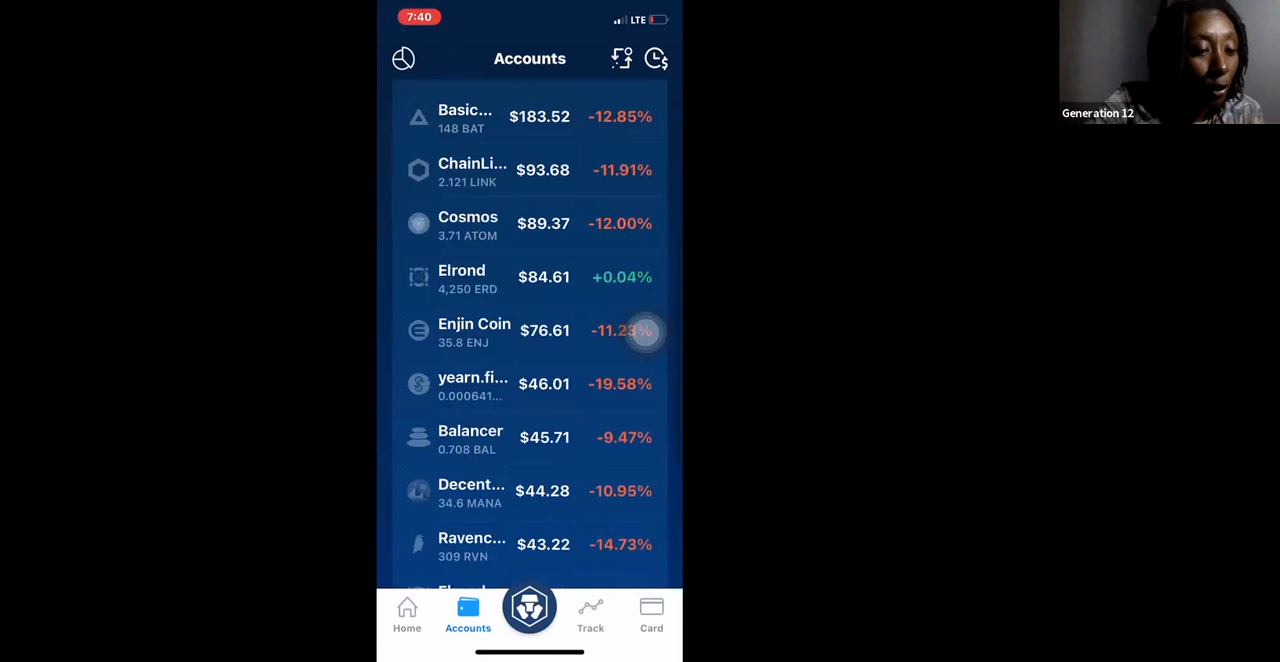 7:40
LTE
Accounts
Basic... $183.52 -12.85%
148 BAT
ChainLi... $93.68 -11.91%
2.121 LINK
Cosmos $89.37 -12.00%
3.71 ATOM
Elrond $84.61 +0.04%
4,250 ERD
Enjin Coin $76.61 -11.23%
35.8 ENJ
yearn.fi... $46.01 -19.58%
0.000641...
Balancer $45.71 -9.47%
0.708 BAL
Decent... $44.28 -10.95%
34.6 MANA
Ravenc... $43.22 -14.73%
309 RVN
Home Accounts Track Card
Generation 12